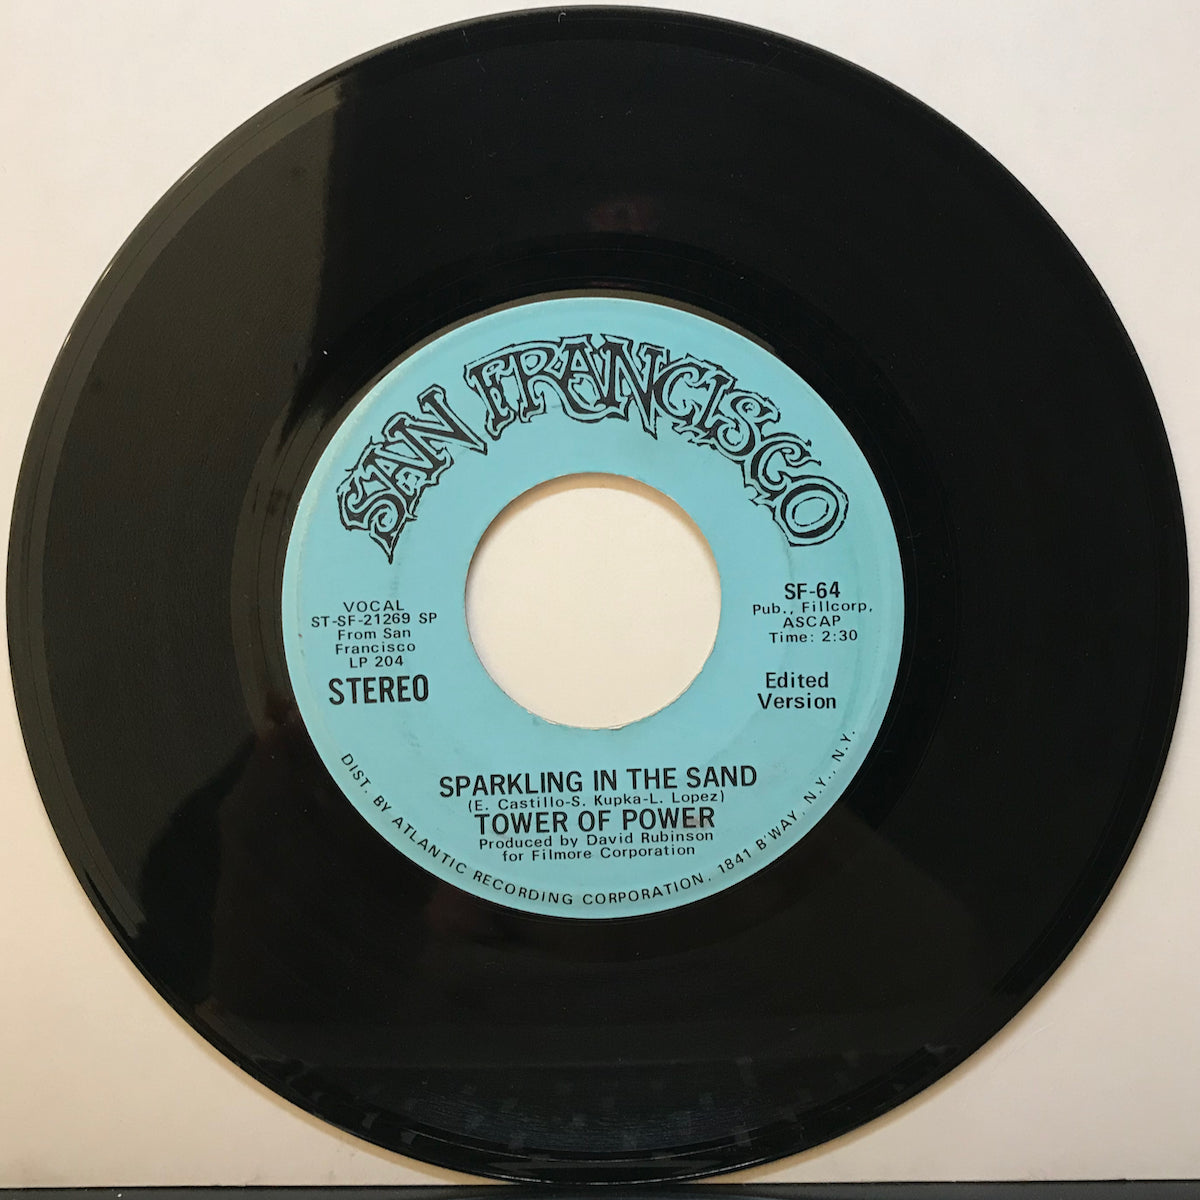 SAN FRANCISCO
VOCAL
ST-SF-21269 SP
From San
Francisco
LP 204
STEREO
SF-64
Pub., Fillcorp,
ASCAP
Time: 2:30
Edited
Version
SPARKLING IN THE SAND
(E. Castillo-S. Kupka-L. Lopez)
TOWER OF POWER
Produced by David Rubinson
for Filmore Corporation
DIST. BY ATLANTIC RECORDING CORPORATION, 1841 B'WAY, N.Y., N.Y.